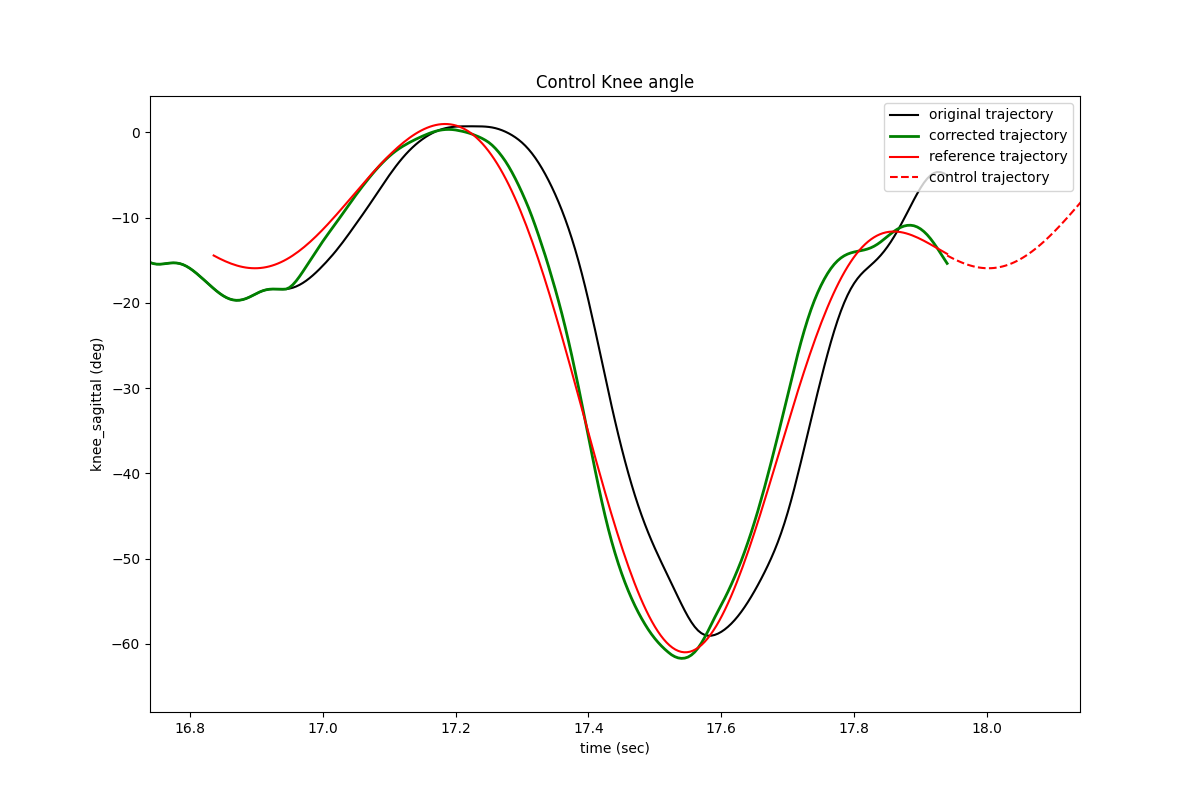 Control Knee angle
original trajectory
corrected trajectory
reference trajectory
control trajectory
knee_sagittal (deg)
0
−10
−20
−30
−40
−50
−60
16.8 17.0 17.2 17.4 17.6 17.8 18.0
time (sec)